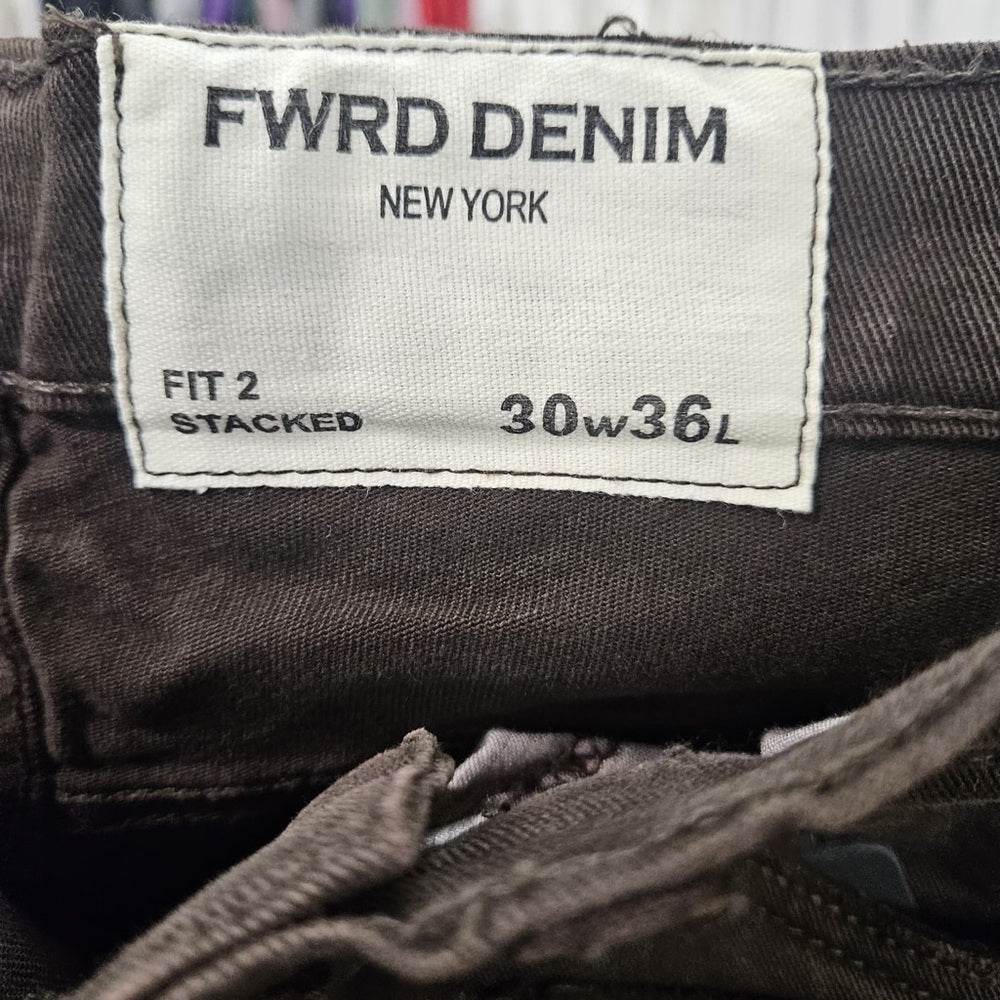 FWRD DENIM
NEW YORK
FIT 2
STACKED
30W36L